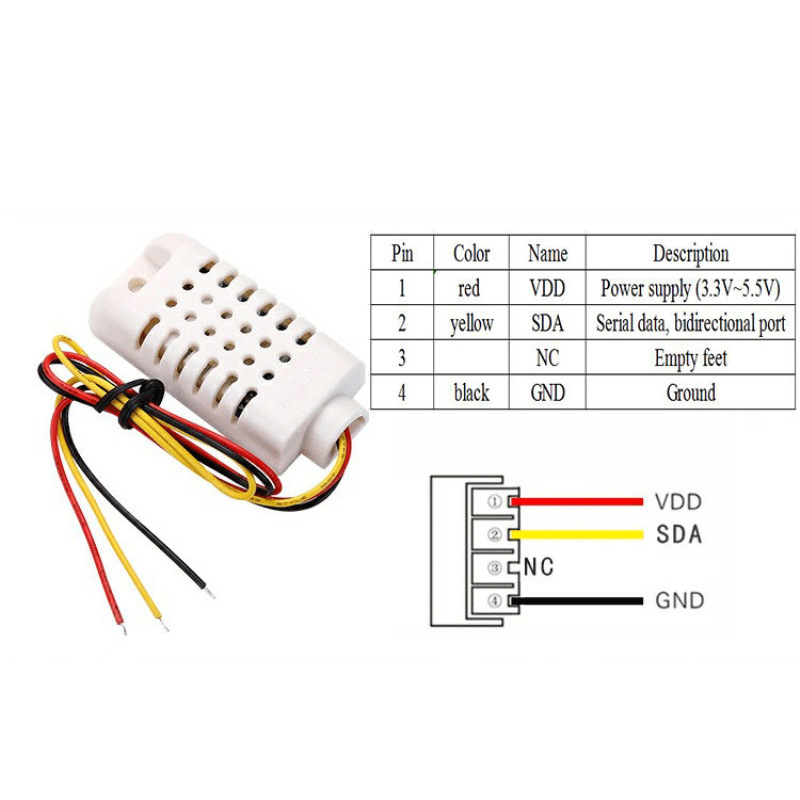 Pin Color Name Description
1 red VDD Power supply (3.3V~5.5V)
2 yellow SDA Serial data, bidirectional port
3 NC Empty feet
4 black GND Ground
① VDD
② SDA
③ NC
④ GND